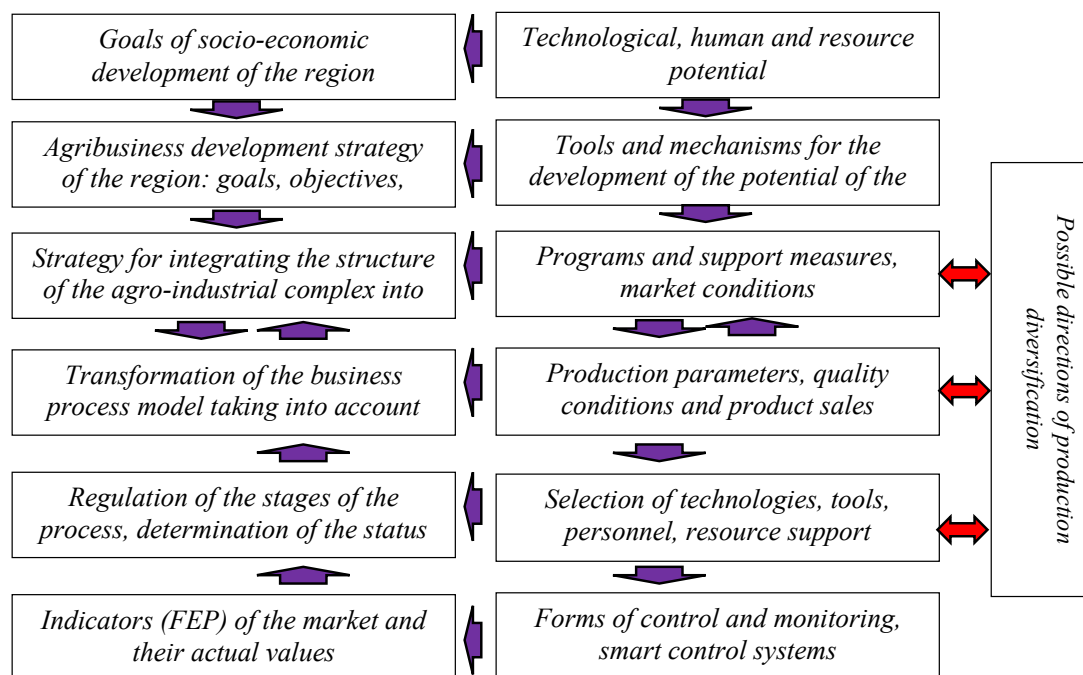 Goals of socio-economic
development of the region
Technological, human and resource
potential
Agribusiness development strategy
of the region: goals, objectives,
Tools and mechanisms for the
development of the potential of the
Strategy for integrating the structure
of the agro-industrial complex into
Programs and support measures,
market conditions
Transformation of the business
process model taking into account
Production parameters, quality
conditions and product sales
Regulation of the stages of the
process, determination of the status
Selection of technologies, tools,
personnel, resource support
Indicators (FEP) of the market and
their actual values
Forms of control and monitoring,
smart control systems
Possible directions of production
diversification